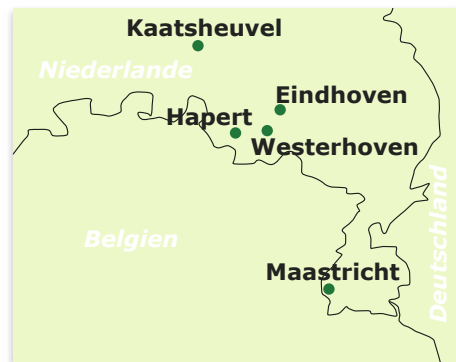 Kaatsheuvel
Niederlande
Eindhoven
Hapert
Westerhoven
Belgien
Deutschland
Maastricht